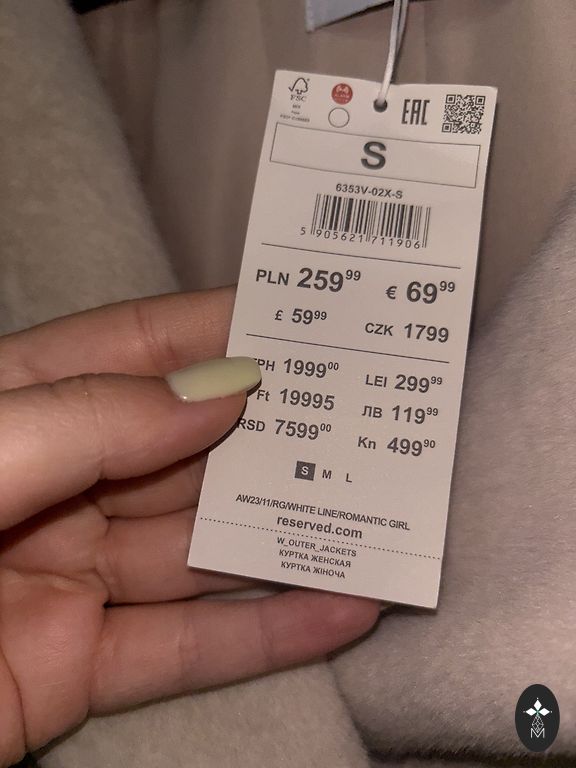 FSC
EAC
S
6353V-02X-S
5 905621 711906
PLN 259⁹⁹ € 69⁹⁹
£ 59⁹⁹ CZK 1799
PH 1999⁰⁰ LEI 299⁹⁹
Ft 19995 ЛВ 119⁹⁹
RSD 7599⁰⁰ Kn 499⁹⁰
S M L
AW23/11/RG/WHITE LINE/ROMANTIC GIRL
reserved.com
W_OUTER_JACKETS
КУРТКА ЖЕНСКАЯ
КУРТКА ЖІНОЧА
M